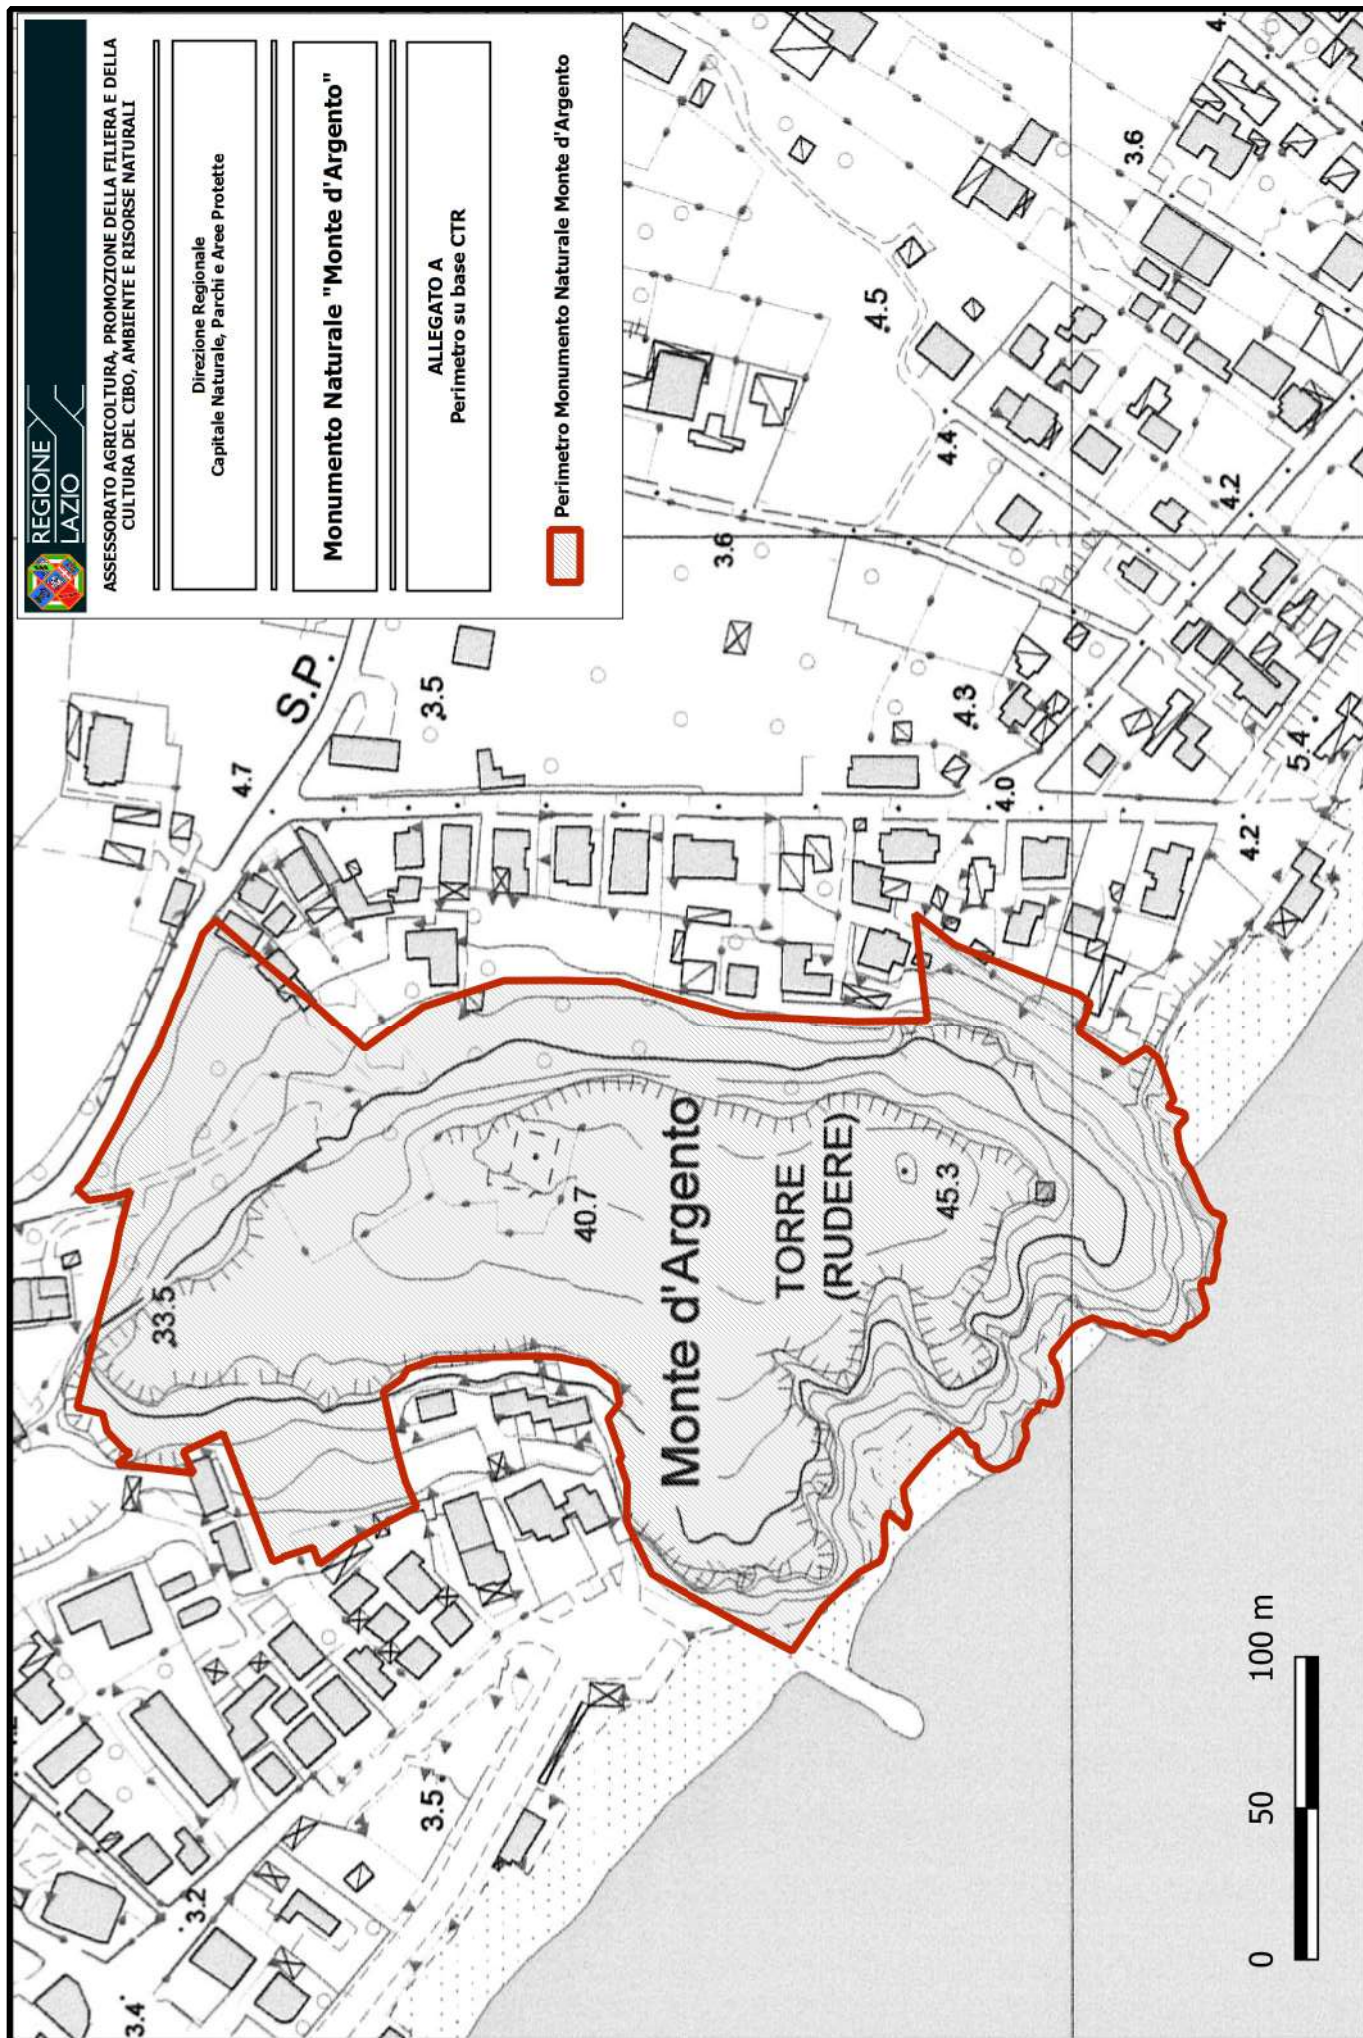 REGIONE
LAZIO
ASSESSORATO AGRICOLTURA, PROMOZIONE DELLA FILIERA E DELLA
CULTURA DEL CIBO, AMBIENTE E RISORSE NATURALI
Direzione Regionale
Capitale Naturale, Parchi e Aree Protette
Monumento Naturale "Monte d'Argento"
ALLEGATO A
Perimetro su base CTR
Perimetro Monumento Naturale Monte d'Argento
S.P.
4.7
3.5
3.6
4.5
3.6
4.4
4.2
4.3
4.0
5.4
4.2
33.5
40.7
Monte d'Argento
TORRE
(RUDERE)
45.3
3.5
3.2
3.4
0
50
100 m